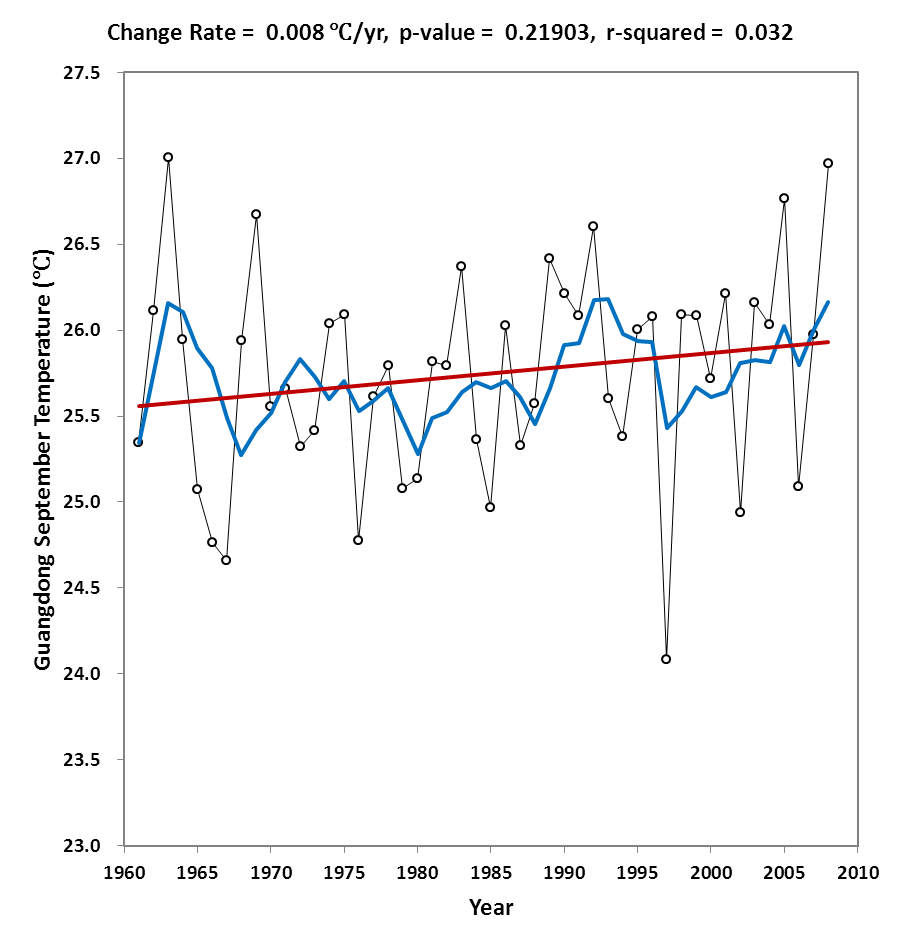 Change Rate = 0.008 ℃/yr, p-value = 0.21903, r-squared = 0.032
Guangdong September Temperature (℃)
27.5
27.0
26.5
26.0
25.5
25.0
24.5
24.0
23.5
23.0
1960 1965 1970 1975 1980 1985 1990 1995 2000 2005 2010
Year